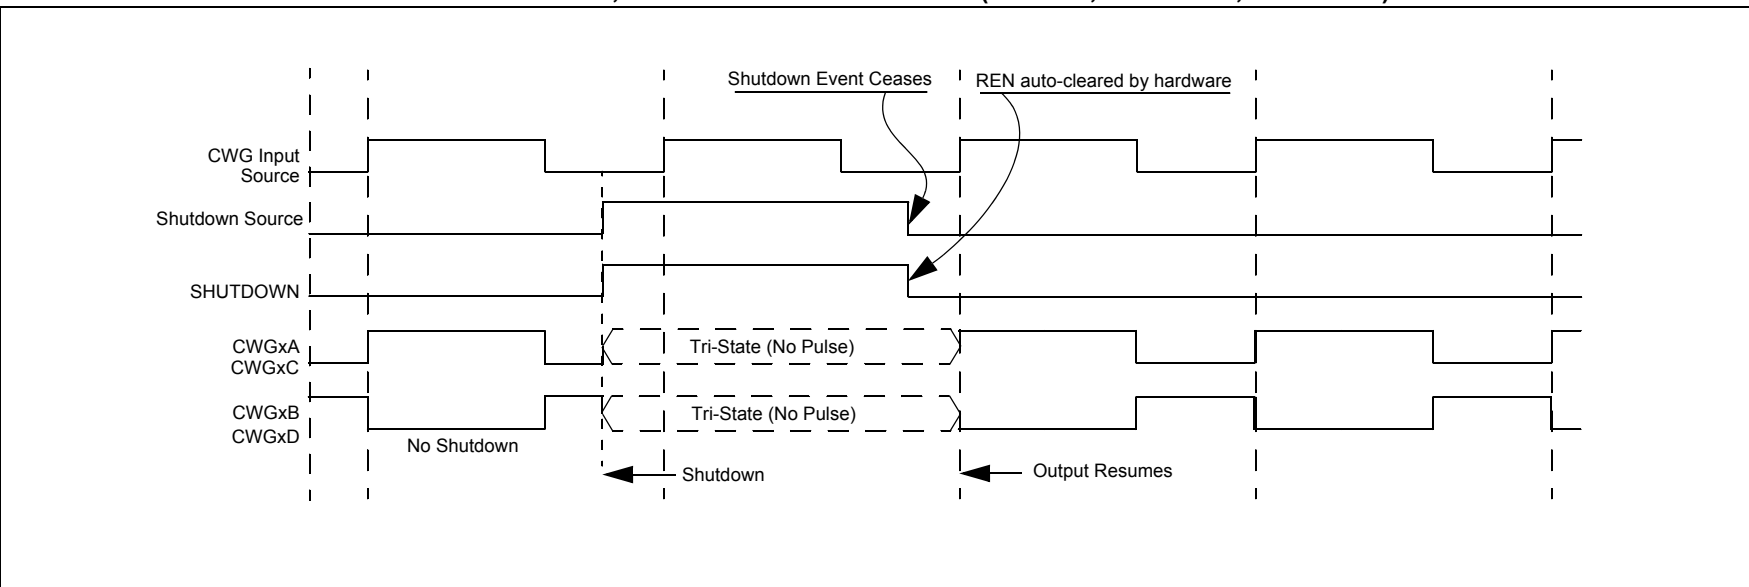 Shutdown Event Ceases
REN auto-cleared by hardware
CWG Input
Source
Shutdown Source
SHUTDOWN
CWGxA
CWGxC
Tri-State (No Pulse)
CWGxB
CWGxD
Tri-State (No Pulse)
No Shutdown
Shutdown
Output Resumes